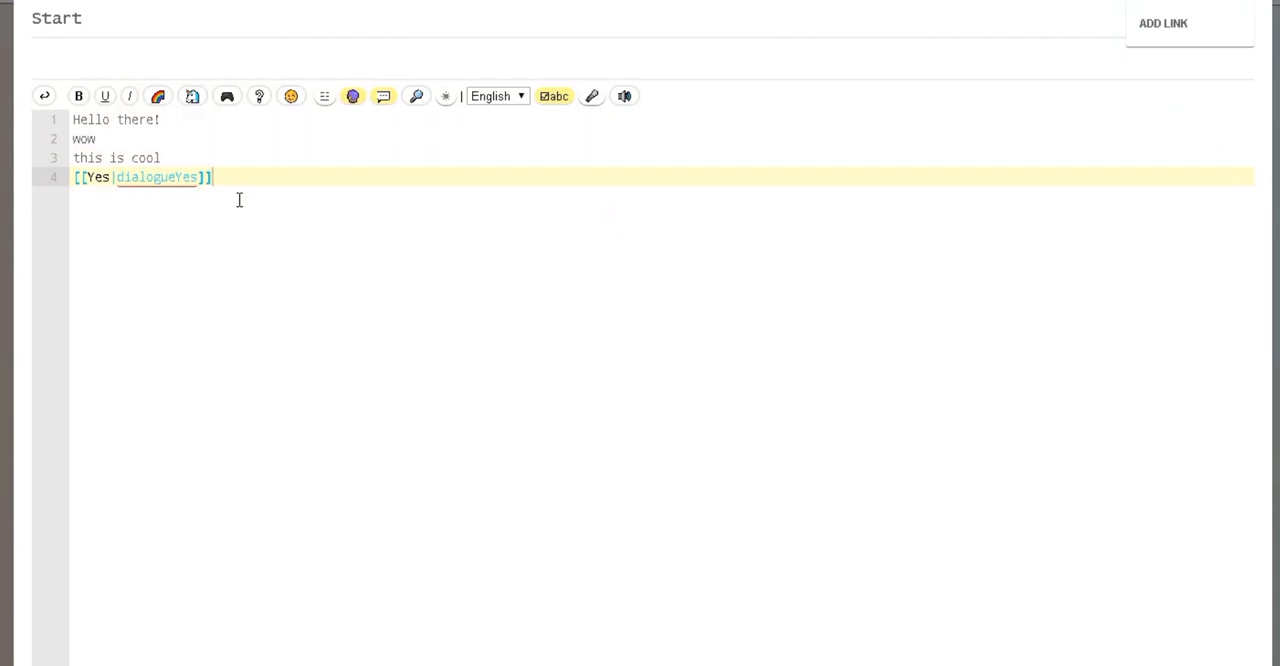 Start
ADD LINK
B U I ? | English ▼ ☑abc
1 Hello there!
2 wow
3 this is cool
4 [[Yes|dialogueYes]]